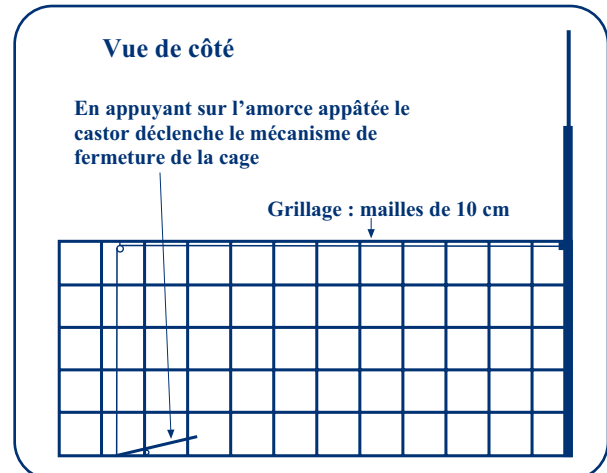 Vue de côté
En appuyant sur l’amorce appâtée le
castor déclenche le mécanisme de
fermeture de la cage
Grillage : mailles de 10 cm